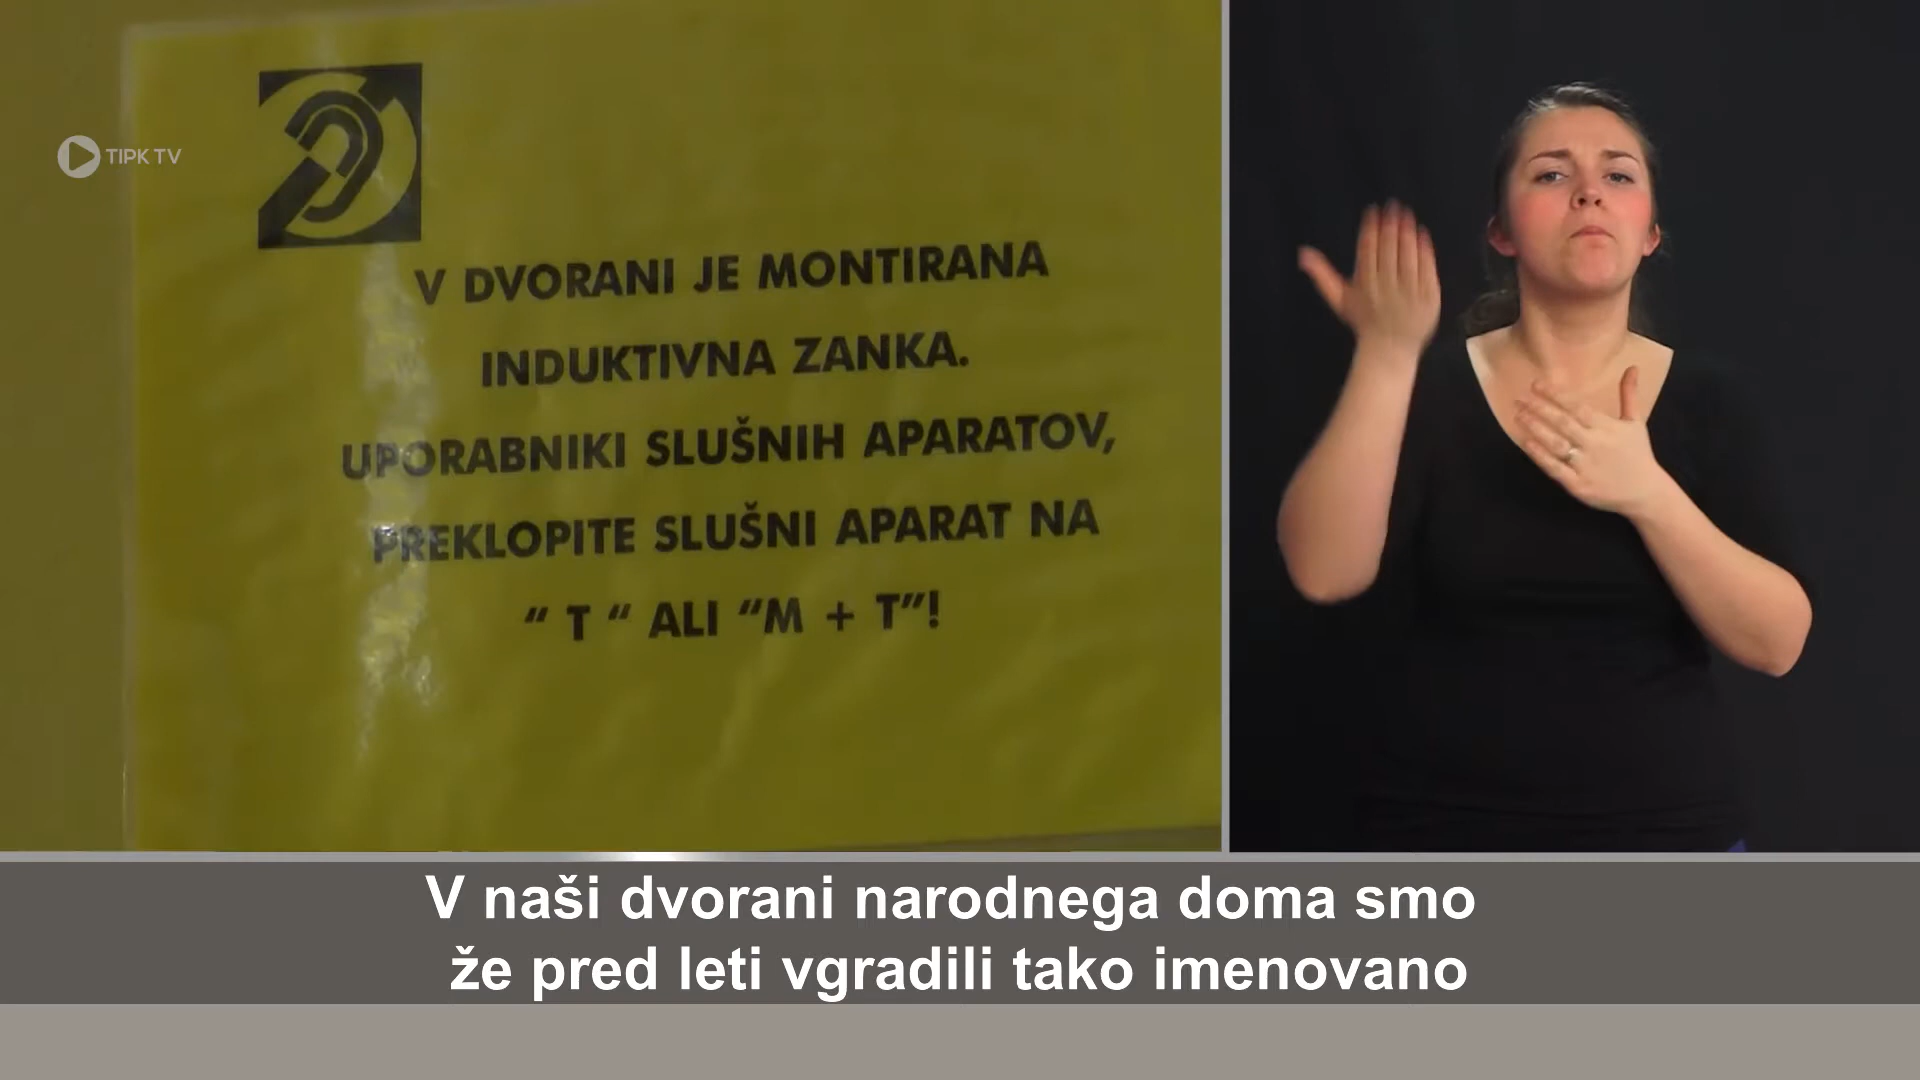 TIPK TV
V DVORANI JE MONTIRANA
INDUKTIVNA ZANKA.
UPORABNIKI SLUŠNIH APARATOV,
PREKLOPITE SLUŠNI APARAT NA
“ T “ ALI ”M + T”!
V naši dvorani narodnega doma smo
že pred leti vgradili tako imenovano